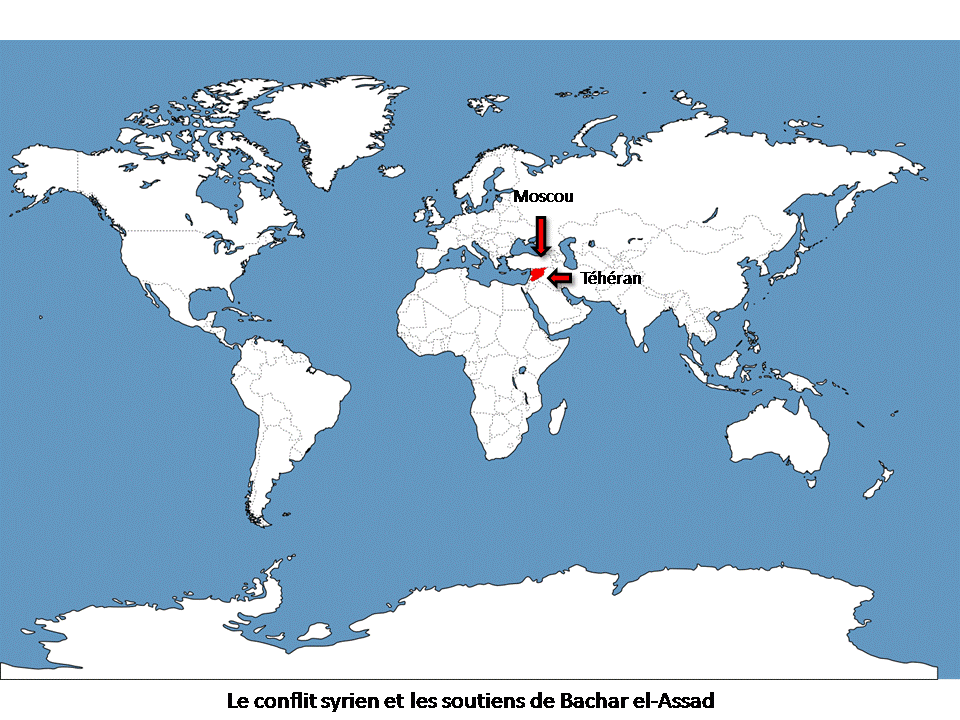 Moscou
Téhéran
Le conflit syrien et les soutiens de Bachar el-Assad